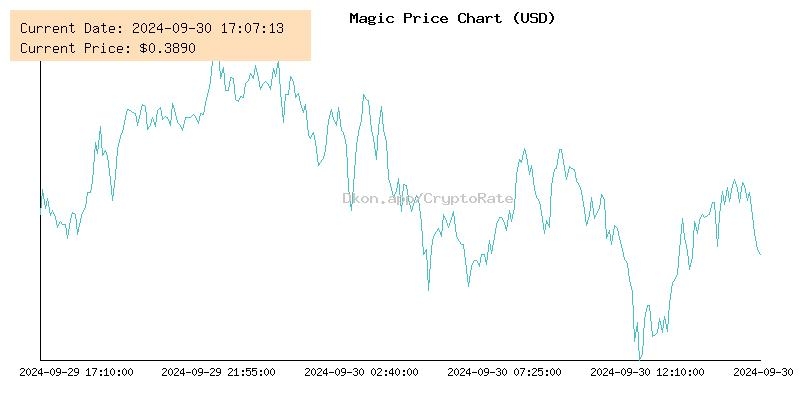 Magic Price Chart (USD)
Current Date: 2024-09-30 17:07:13
Current Price: $0.3890
Dkon.app/CryptoRate
2024-09-29 17:10:00 2024-09-29 21:55:00 2024-09-30 02:40:00 2024-09-30 07:25:00 2024-09-30 12:10:00 2024-09-30